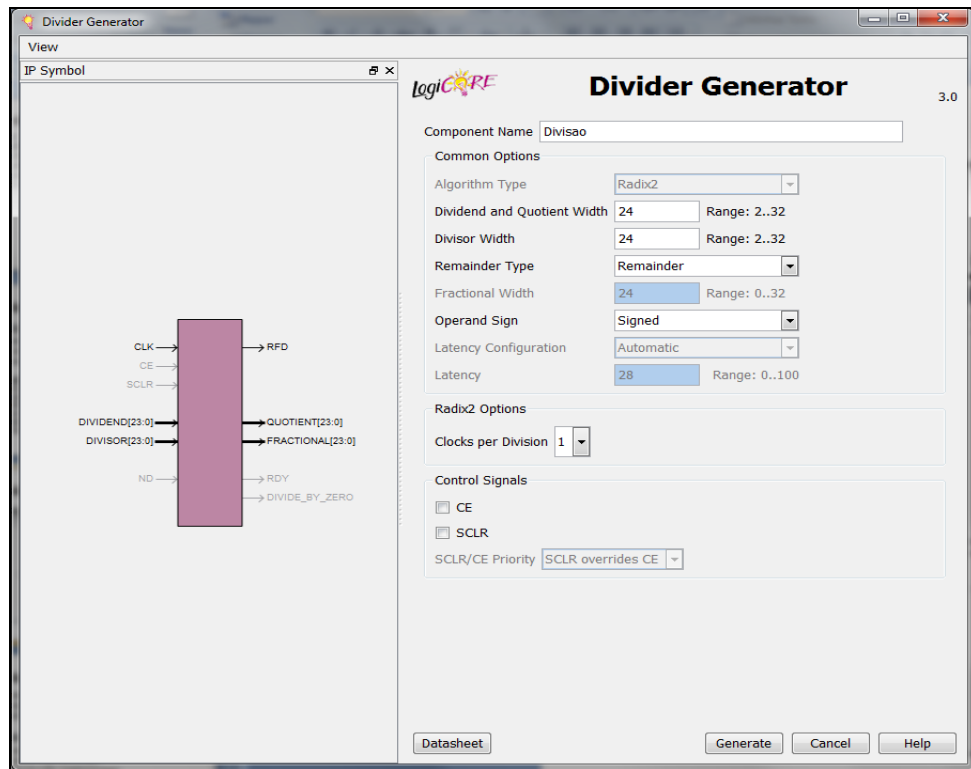 Divider Generator
View
IP Symbol
LogiCORE
Divider Generator
3.0
Component Name Divisao
Common Options
Algorithm Type Radix2
Dividend and Quotient Width 24 Range: 2..32
Divisor Width 24 Range: 2..32
Remainder Type Remainder
Fractional Width 24 Range: 0..32
Operand Sign Signed
Latency Configuration Automatic
Latency 28 Range: 0..100
Radix2 Options
Clocks per Division 1
Control Signals
CE
SCLR
SCLR/CE Priority SCLR overrides CE
CLK RFD
CE
SCLR
DIVIDEND[23:0] QUOTIENT[23:0]
DIVISOR[23:0] FRACTIONAL[23:0]
ND RDY
DIVIDE_BY_ZERO
Datasheet Generate Cancel Help